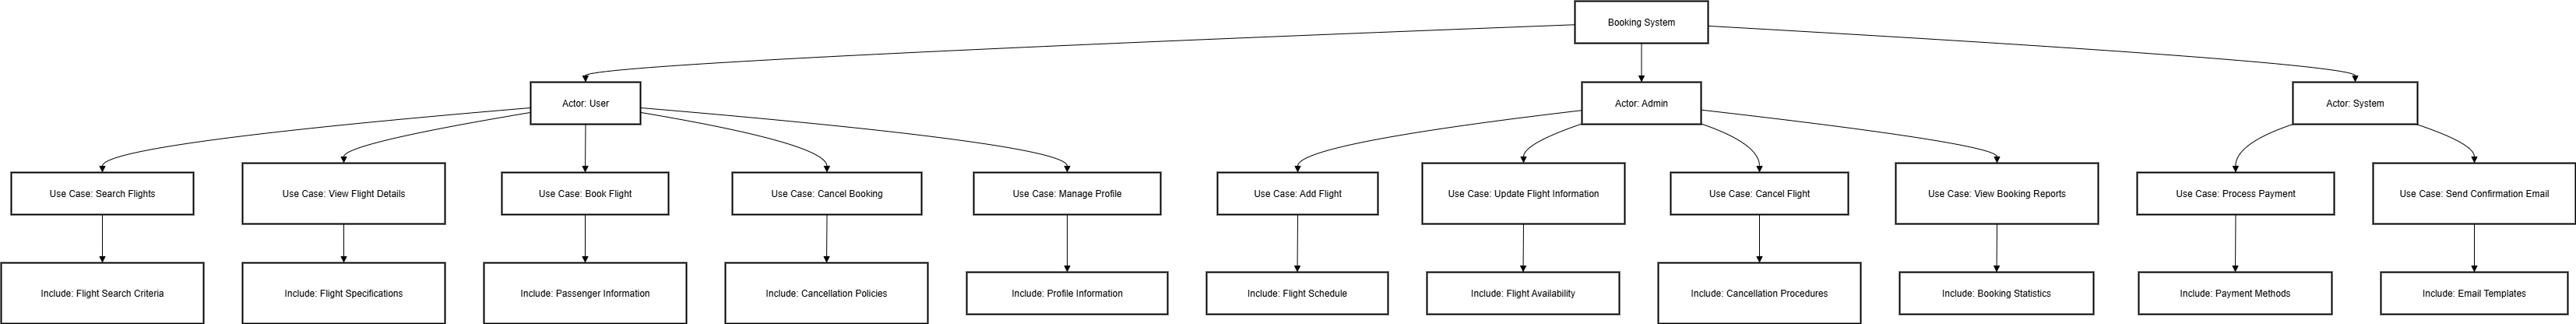 Booking System
Actor: User
Actor: Admin
Actor: System
Use Case: Search Flights
Use Case: View Flight Details
Use Case: Book Flight
Use Case: Cancel Booking
Use Case: Manage Profile
Use Case: Add Flight
Use Case: Update Flight Information
Use Case: Cancel Flight
Use Case: View Booking Reports
Use Case: Process Payment
Use Case: Send Confirmation Email
Include: Flight Search Criteria
Include: Flight Specifications
Include: Passenger Information
Include: Cancellation Policies
Include: Profile Information
Include: Flight Schedule
Include: Flight Availability
Include: Cancellation Procedures
Include: Booking Statistics
Include: Payment Methods
Include: Email Templates